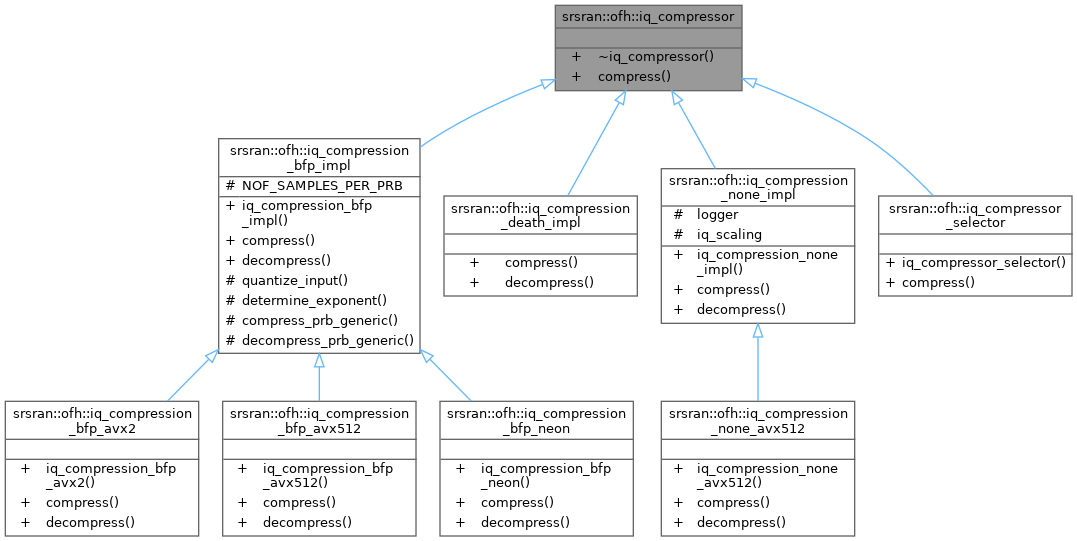 srsran::ofh::iq_compressor
+ ~iq_compressor()
+ compress()
srsran::ofh::iq_compression
_bfp_impl
# NOF_SAMPLES_PER_PRB
+ iq_compression_bfp
_impl()
+ compress()
+ decompress()
# quantize_input()
# determine_exponent()
# compress_prb_generic()
# decompress_prb_generic()
srsran::ofh::iq_compression
_death_impl
+ compress()
+ decompress()
srsran::ofh::iq_compression
_none_impl
# logger
# iq_scaling
+ iq_compression_none
_impl()
+ compress()
+ decompress()
srsran::ofh::iq_compressor
_selector
+ iq_compressor_selector()
+ compress()
srsran::ofh::iq_compression
_bfp_avx2
+ iq_compression_bfp
_avx2()
+ compress()
+ decompress()
srsran::ofh::iq_compression
_bfp_avx512
+ iq_compression_bfp
_avx512()
+ compress()
+ decompress()
srsran::ofh::iq_compression
_bfp_neon
+ iq_compression_bfp
_neon()
+ compress()
+ decompress()
srsran::ofh::iq_compression
_none_avx512
+ iq_compression_none
_avx512()
+ compress()
+ decompress()